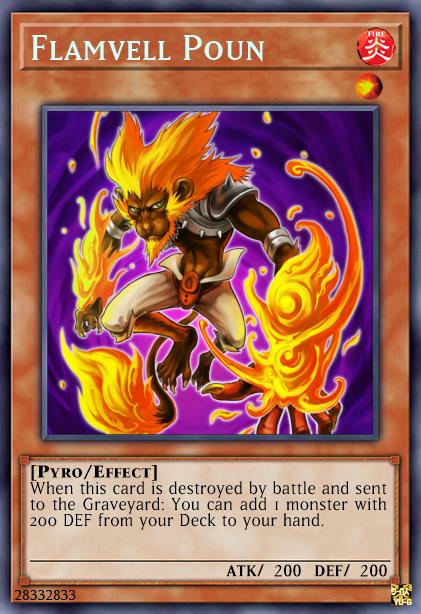 Flamvell Poun
FIRE
炎
[Pyro/Effect]
When this card is destroyed by battle and sent
to the Graveyard: You can add 1 monster with
200 DEF from your Deck to your hand.
ATK/ 200 DEF/ 200
28332833